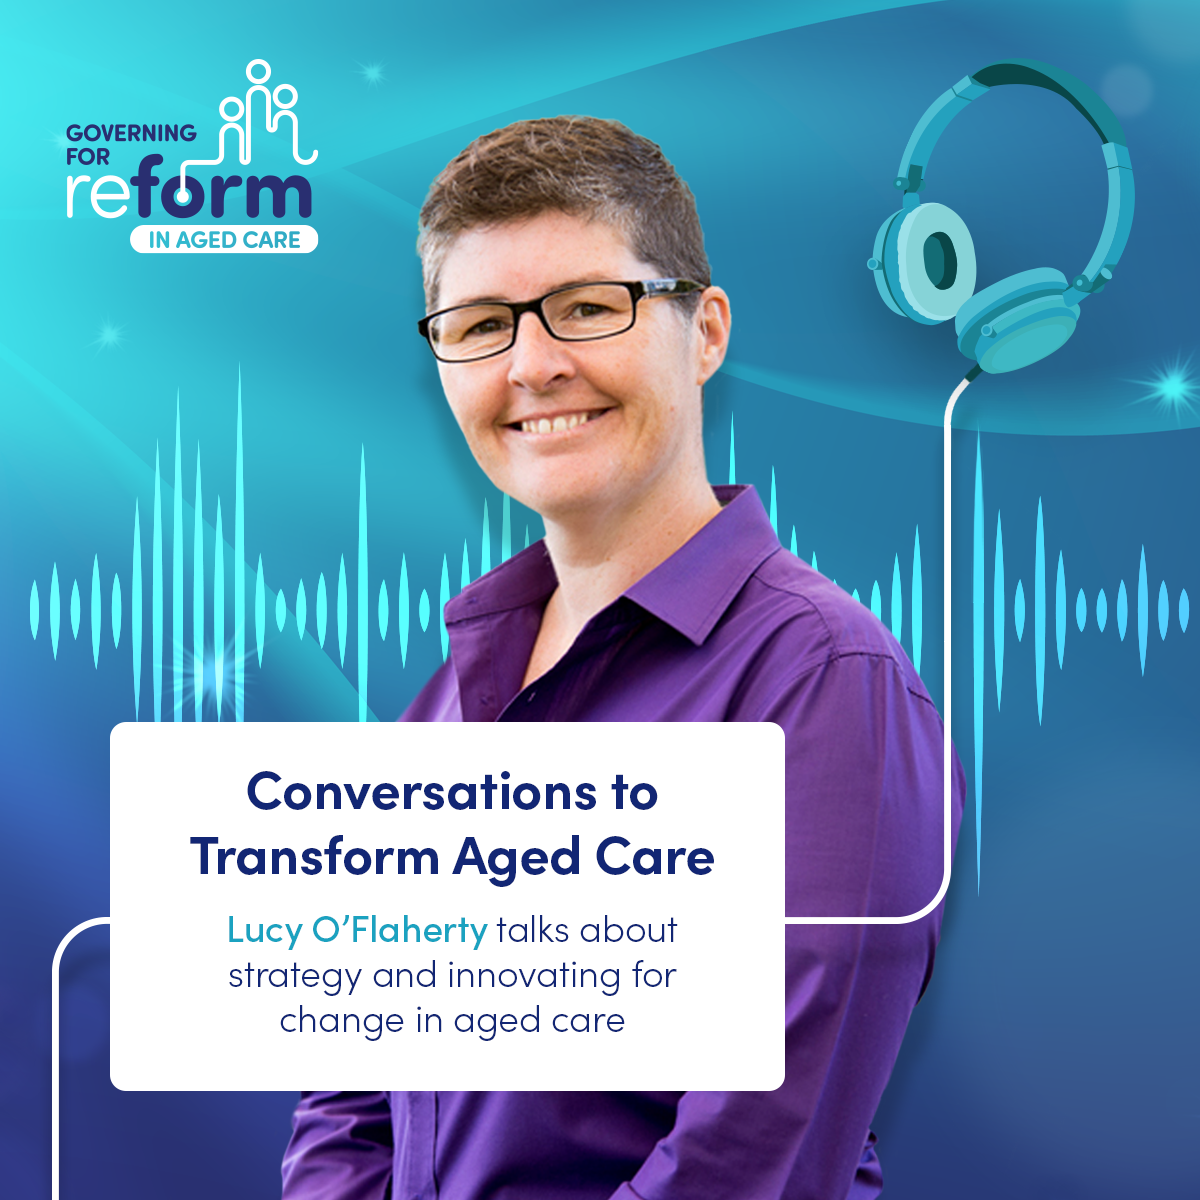 GOVERNING
FOR
reform
IN AGED CARE
Conversations to
Transform Aged Care
Lucy O’Flaherty talks about
strategy and innovating for
change in aged care